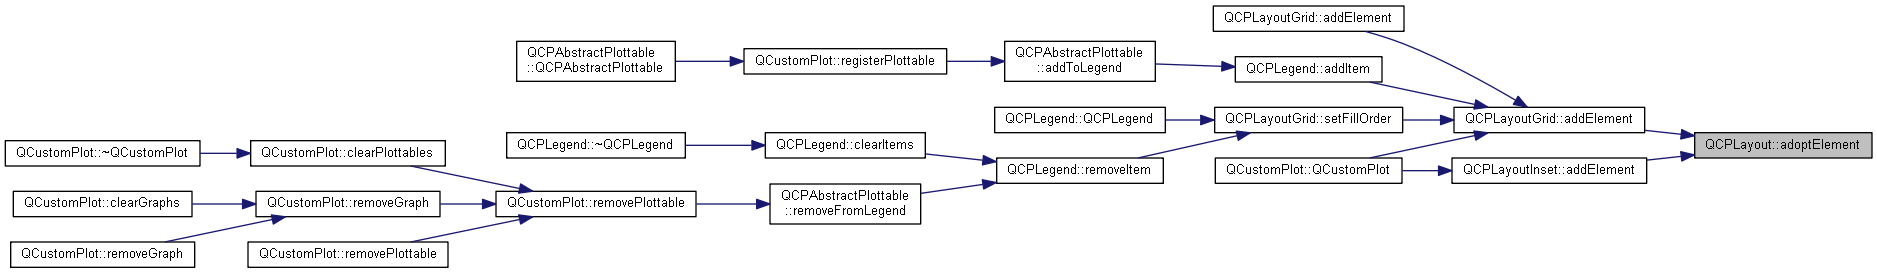 QCPLayoutGrid::addElement
QCPAbstractPlottable
::QCPAbstractPlottable
QCustomPlot::registerPlottable
QCPAbstractPlottable
::addToLegend
QCPLegend::addItem
QCPLegend::QCPLegend
QCPLayoutGrid::setFillOrder
QCPLayoutGrid::addElement
QCustomPlot::~QCustomPlot
QCustomPlot::clearPlottables
QCPLegend::~QCPLegend
QCPLegend::clearItems
QCPLayout::adoptElement
QCPLegend::removeItem
QCustomPlot::QCustomPlot
QCPLayoutInset::addElement
QCustomPlot::clearGraphs
QCustomPlot::removeGraph
QCustomPlot::removePlottable
QCPAbstractPlottable
::removeFromLegend
QCustomPlot::removeGraph
QCustomPlot::removePlottable